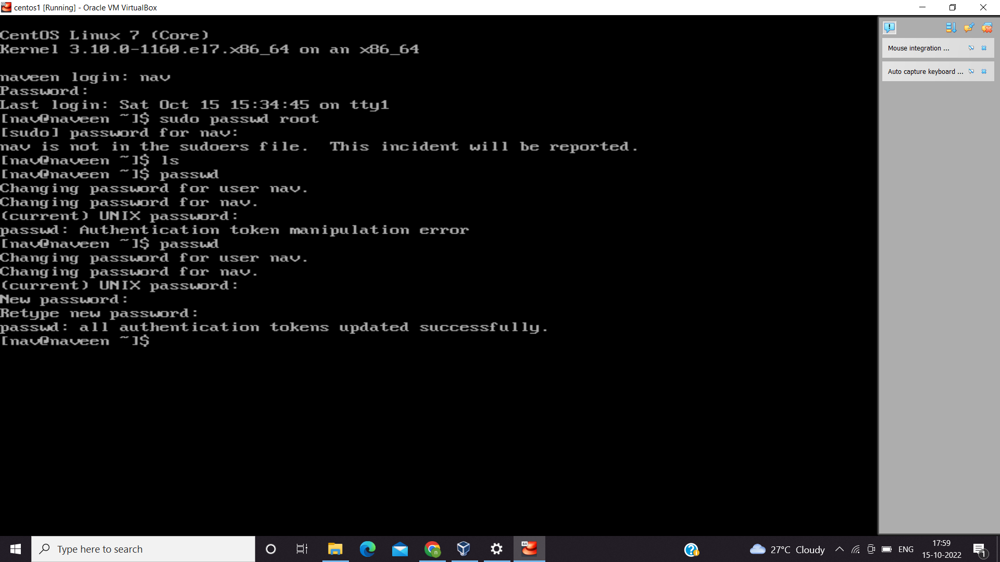 centos1 [Running] - Oracle VM VirtualBox
CentOS Linux 7 (Core)
Kernel 3.10.0-1160.el7.x86_64 on an x86_64
naveen login: nav
Password:
Last login: Sat Oct 15 15:34:45 on tty1
[nav@naveen ~]$ sudo passwd root
[sudo] password for nav:
nav is not in the sudoers file.  This incident will be reported.
[nav@naveen ~]$ ls
[nav@naveen ~]$ passwd
Changing password for user nav.
Changing password for nav.
(current) UNIX password:
passwd: Authentication token manipulation error
[nav@naveen ~]$ passwd
Changing password for user nav.
Changing password for nav.
(current) UNIX password:
New password:
Retype new password:
passwd: all authentication tokens updated successfully.
[nav@naveen ~]$
Mouse integration ...
Auto capture keyboard ...
Type here to search
27°C Cloudy
ENG
17:59
15-10-2022
1